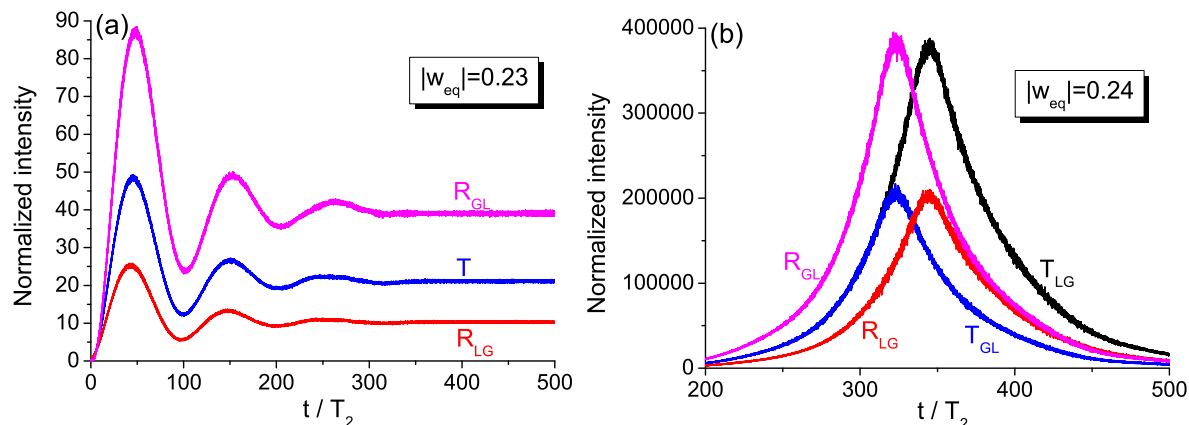 (a)
|w_eq|=0.23
Normalized intensity
90
80
70
60
50
40
30
20
10
0
R_GL
T
R_LG
0 100 200 300 400 500
t / T_2
(b)
|w_eq|=0.24
Normalized intensity
400000
300000
200000
100000
0
R_GL
T_LG
R_LG
T_GL
200 300 400 500
t / T_2